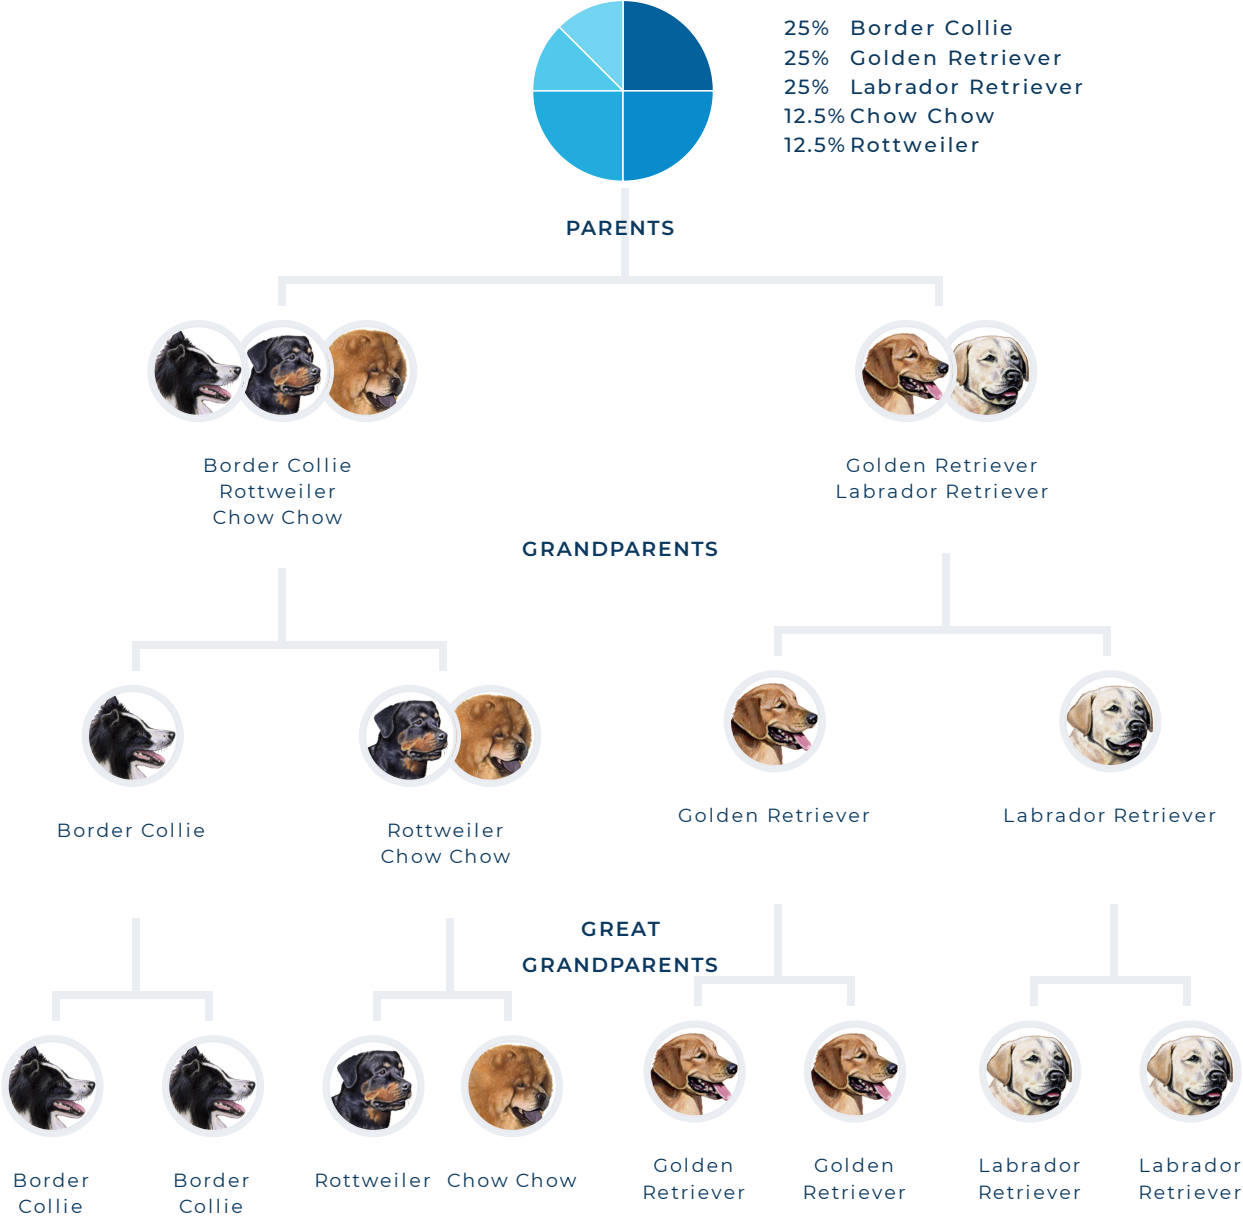 25% Border Collie
25% Golden Retriever
25% Labrador Retriever
12.5% Chow Chow
12.5% Rottweiler
PARENTS
Border Collie
Rottweiler
Chow Chow
Golden Retriever
Labrador Retriever
GRANDPARENTS
Border Collie
Rottweiler
Chow Chow
Golden Retriever
Labrador Retriever
GREAT
GRANDPARENTS
Border
Collie
Border
Collie
Rottweiler
Chow Chow
Golden
Retriever
Golden
Retriever
Labrador
Retriever
Labrador
Retriever